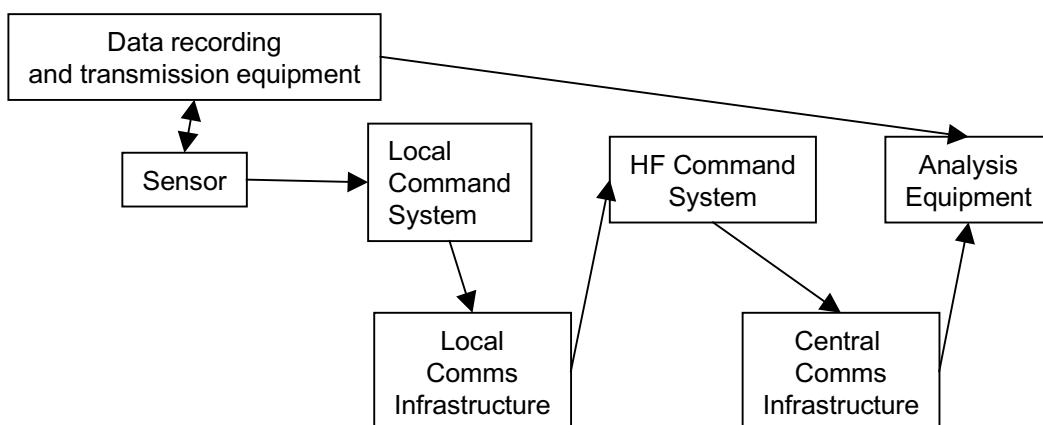 Data recording
and transmission equipment
Sensor
Local
Command
System
HF Command
System
Analysis
Equipment
Local
Comms
Infrastructure
Central
Comms
Infrastructure